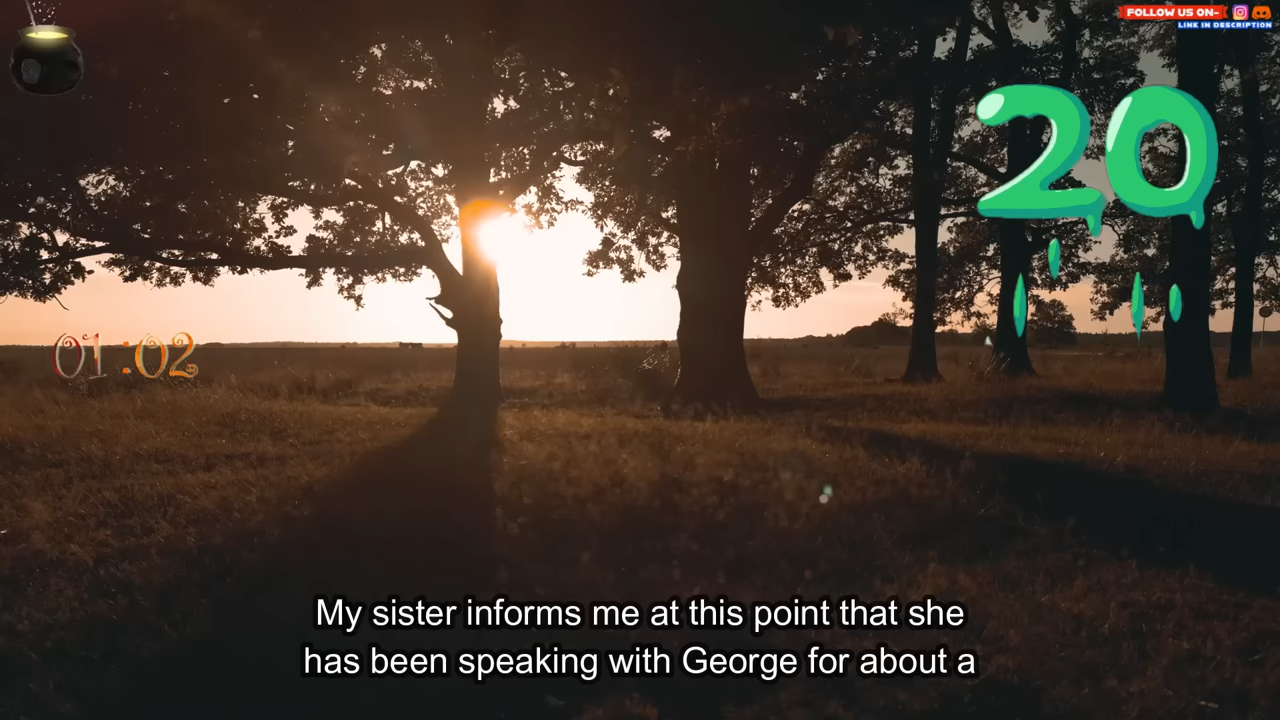 FOLLOW US ON-
LINK IN DESCRIPTION
20
01:02
My sister informs me at this point that she
has been speaking with George for about a